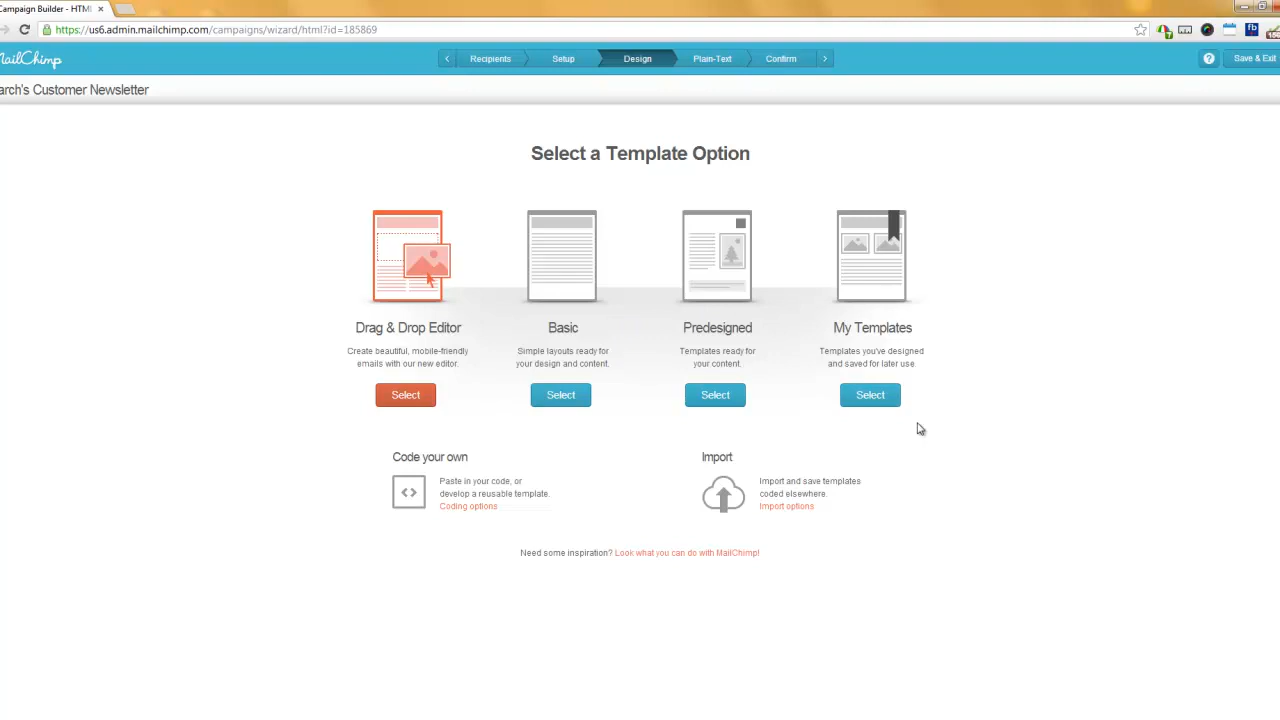 Campaign Builder - HTML
https://us6.admin.mailchimp.com/campaigns/wizard/html?id=185869
MailChimp
Recipients
Setup
Design
Plain-Text
Confirm
Save & Exit
arch's Customer Newsletter
Select a Template Option
Drag & Drop Editor
Create beautiful, mobile-friendly
emails with our new editor.
Select
Basic
Simple layouts ready for
your design and content.
Select
Predesigned
Templates ready for
your content.
Select
My Templates
Templates you've designed
and saved for later use.
Select
Code your own
Paste in your code, or
develop a reusable template.
Coding options
Import
Import and save templates
coded elsewhere.
Import options
Need some inspiration? Look what you can do with MailChimp!